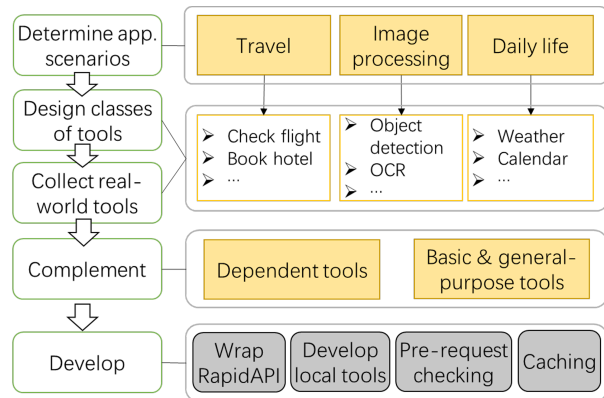 Determine app.
scenarios
Travel
Image
processing
Daily life
Design classes
of tools
➢ Check flight
➢ Book hotel
➢ ...
➢ Object
detection
➢ OCR
➢ ...
➢ Weather
➢ Calendar
➢ ...
Collect real-
world tools
Complement
Dependent tools
Basic & general-
purpose tools
Develop
Wrap
RapidAPI
Develop
local tools
Pre-request
checking
Caching